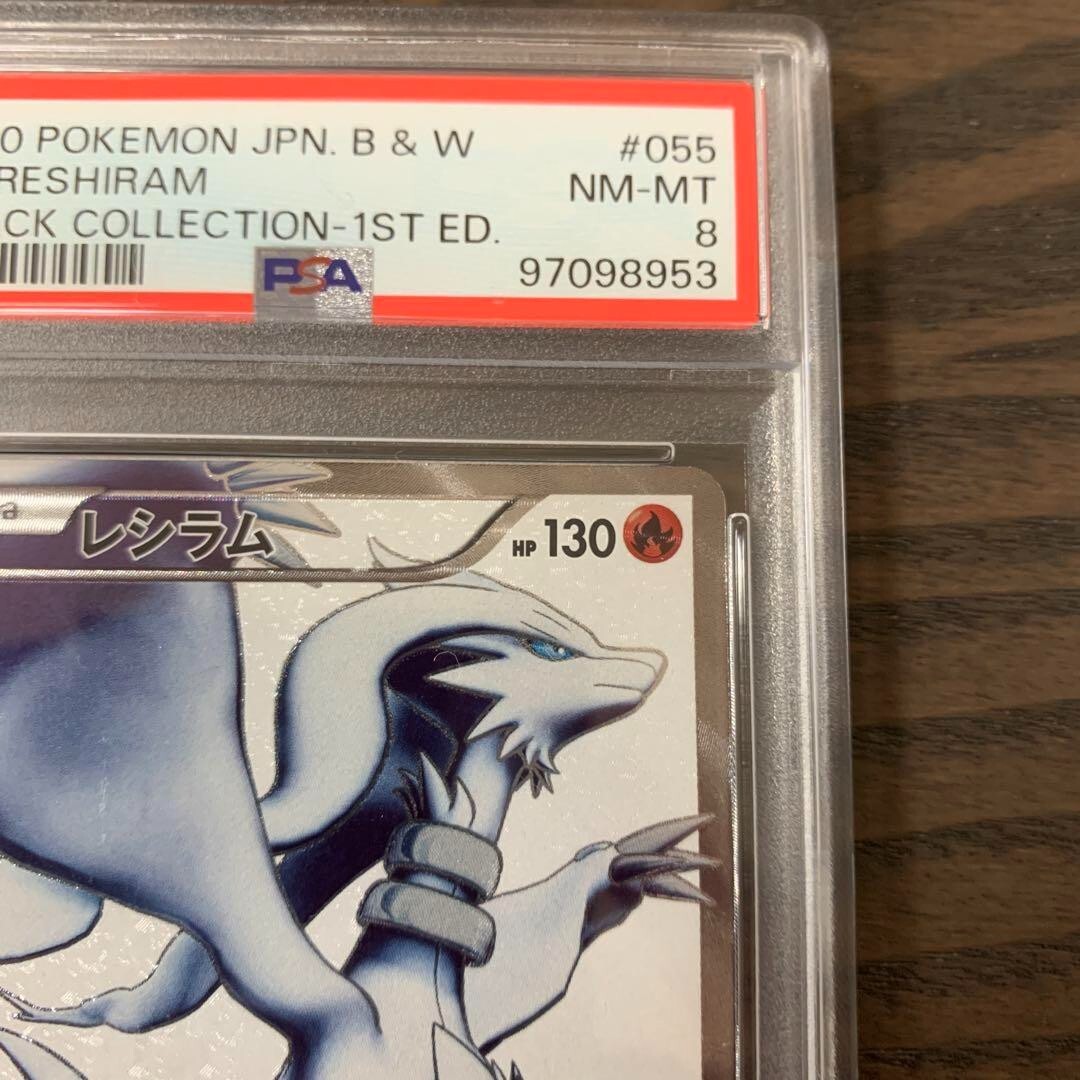 0 POKEMON JPN. B & W #055
RESHIRAM NM-MT
CK COLLECTION-1ST ED. 8
PSA 97098953
a レシラム HP 130